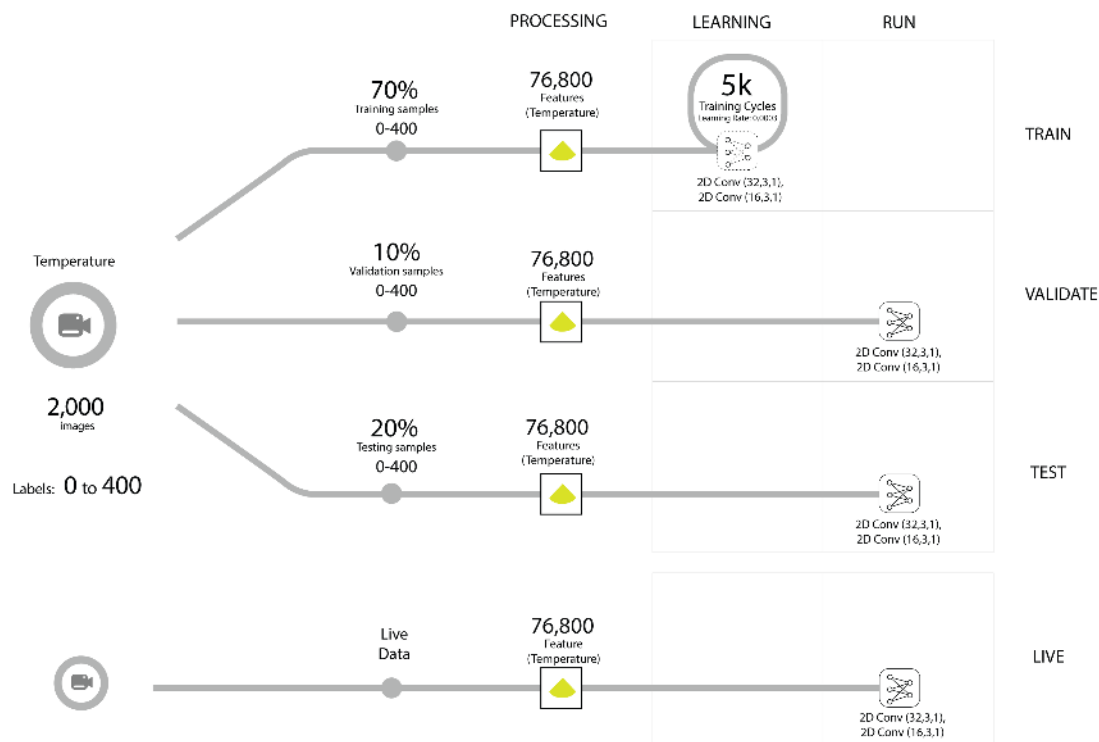 PROCESSING
LEARNING
RUN
70%
Training samples
0-400
76,800
Features
(Temperature)
5k
Training Cycles
Learning Rate: 0.0003
2D Conv (32,3,1),
2D Conv (16,3,1)
TRAIN
Temperature
2,000
images
Labels: 0 to 400
10%
Validation samples
0-400
76,800
Features
(Temperature)
2D Conv (32,3,1),
2D Conv (16,3,1)
VALIDATE
20%
Testing samples
0-400
76,800
Features
(Temperature)
2D Conv (32,3,1),
2D Conv (16,3,1)
TEST
Live
Data
76,800
Feature
(Temperature)
2D Conv (32,3,1),
2D Conv (16,3,1)
LIVE